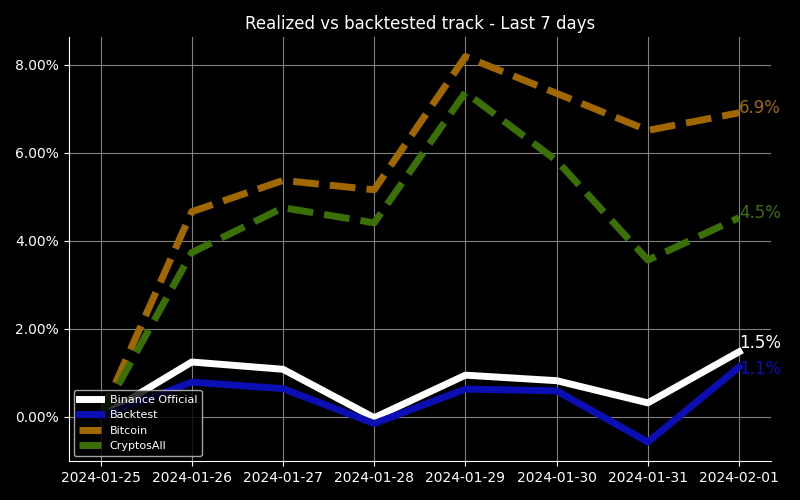 Realized vs backtested track - Last 7 days
8.00%
6.00%
4.00%
2.00%
0.00%
6.9%
4.5%
1.5%
1.1%
Binance Official
Backtest
Bitcoin
CryptosAll
2024-01-25 2024-01-26 2024-01-27 2024-01-28 2024-01-29 2024-01-30 2024-01-31 2024-02-01